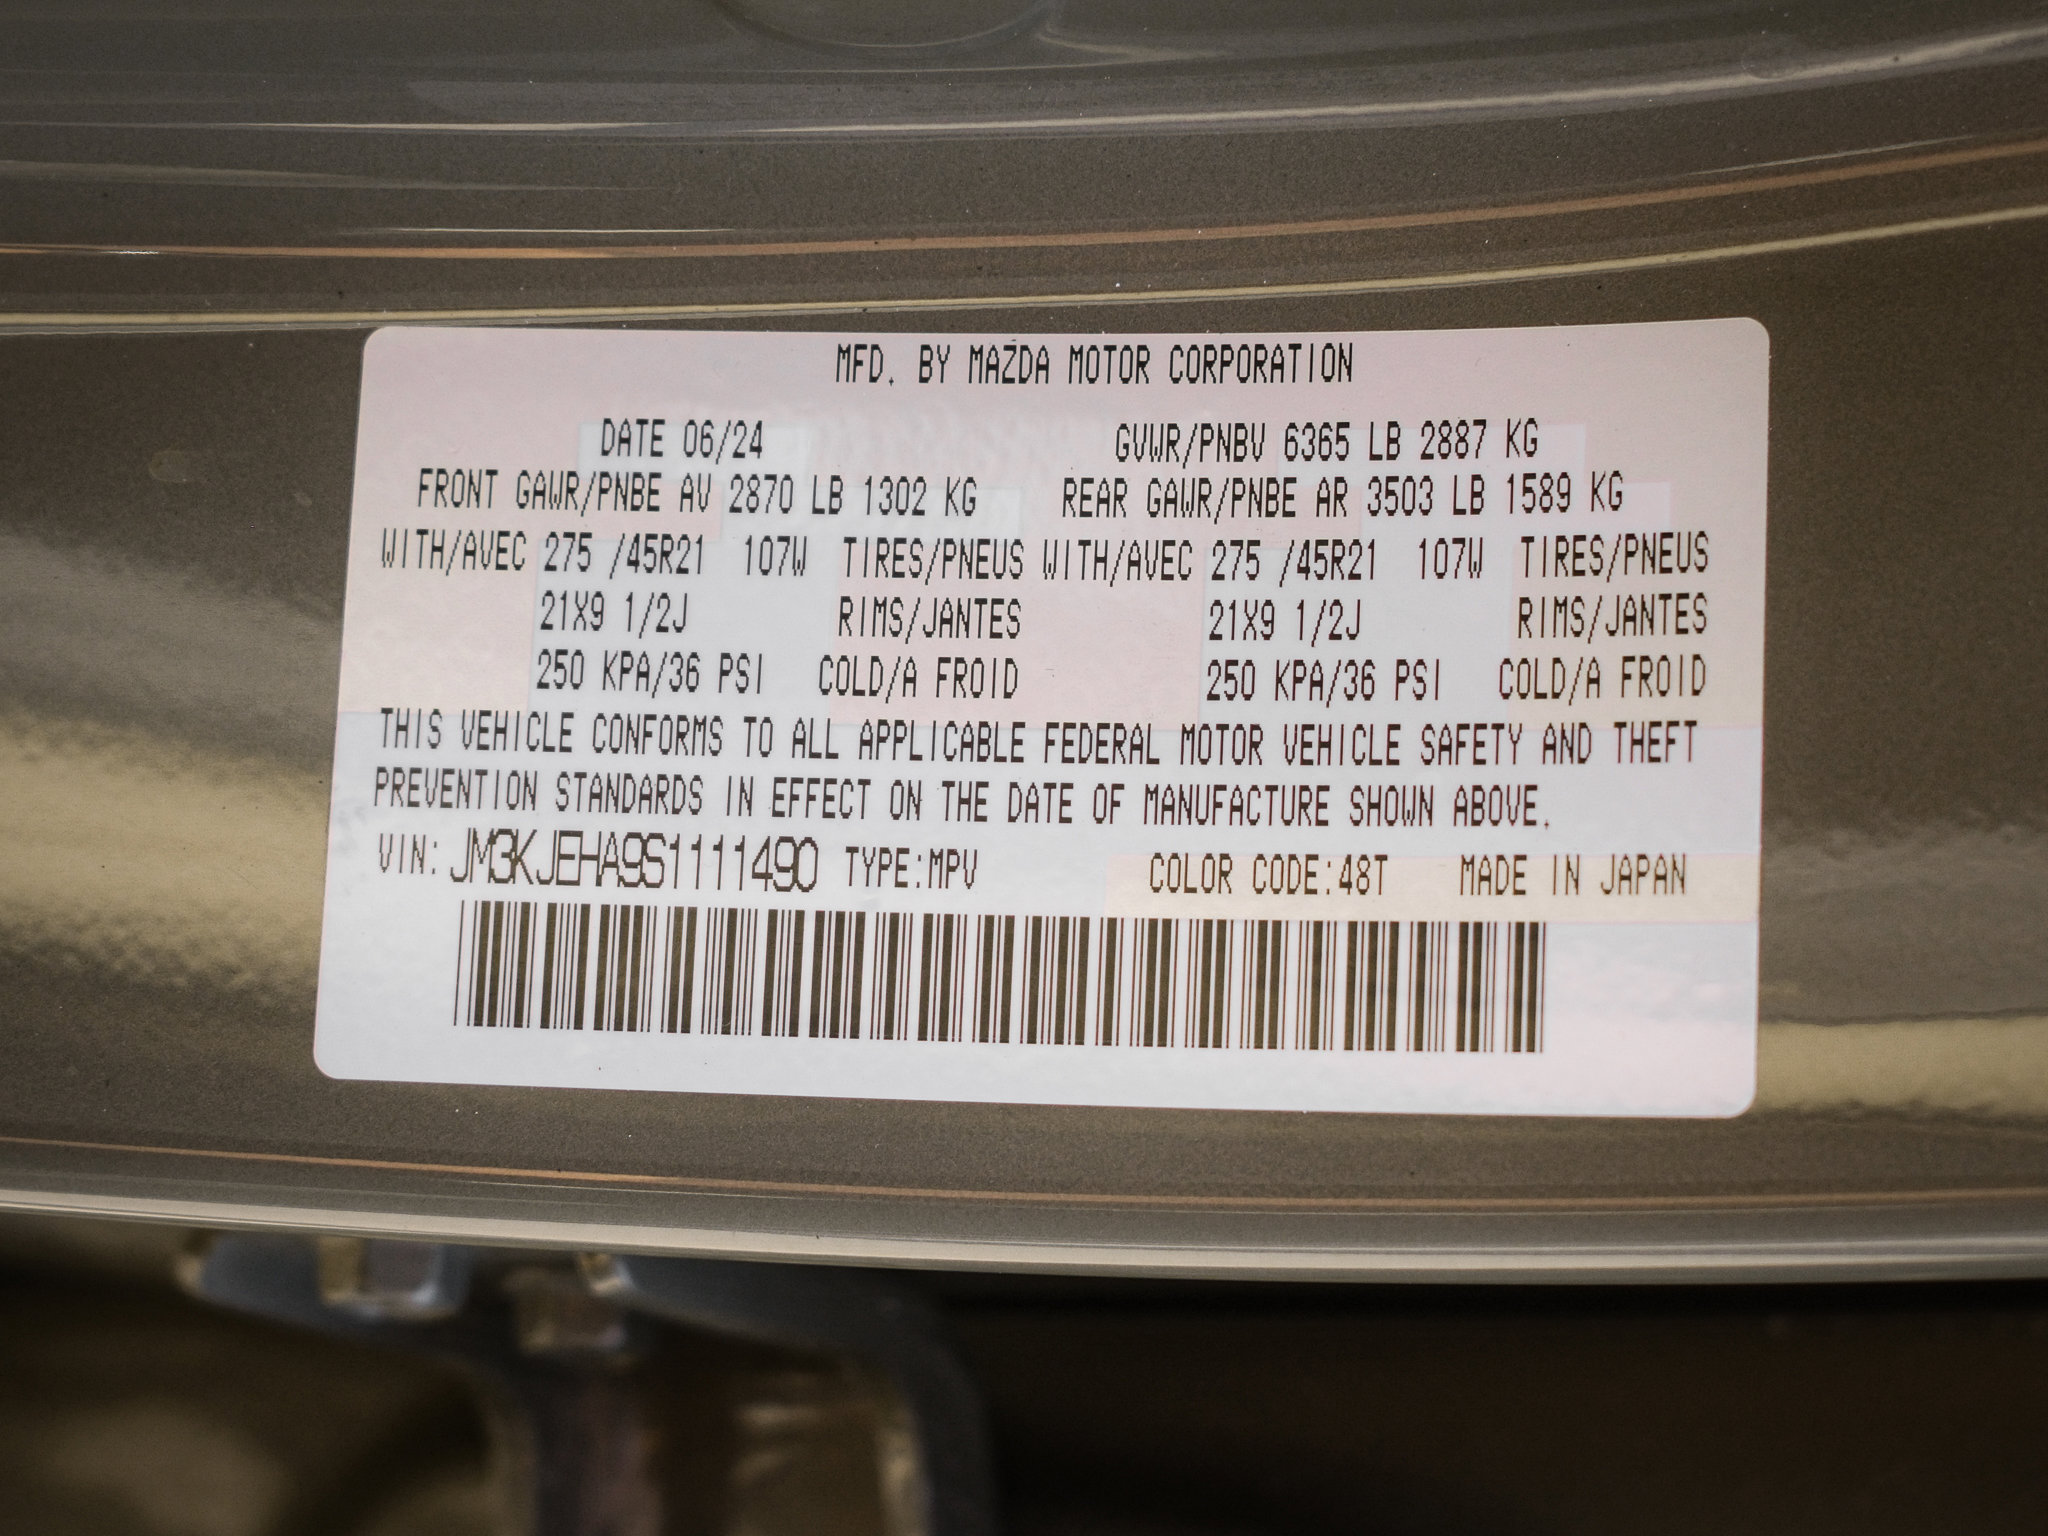 MFD. BY MAZDA MOTOR CORPORATION
DATE 06/24 GVWR/PNBV 6365 LB 2887 KG
FRONT GAWR/PNBE AV 2870 LB 1302 KG REAR GAWR/PNBE AR 3503 LB 1589 KG
WITH/AVEC 275 /45R21 107W TIRES/PNEUS WITH/AVEC 275 /45R21 107W TIRES/PNEUS
21X9 1/2J RIMS/JANTES 21X9 1/2J RIMS/JANTES
250 KPA/36 PSI COLD/A FROID 250 KPA/36 PSI COLD/A FROID
THIS VEHICLE CONFORMS TO ALL APPLICABLE FEDERAL MOTOR VEHICLE SAFETY AND THEFT
PREVENTION STANDARDS IN EFFECT ON THE DATE OF MANUFACTURE SHOWN ABOVE.
VIN: JM3KJEHA9S1111490 TYPE:MPV COLOR CODE:48T MADE IN JAPAN